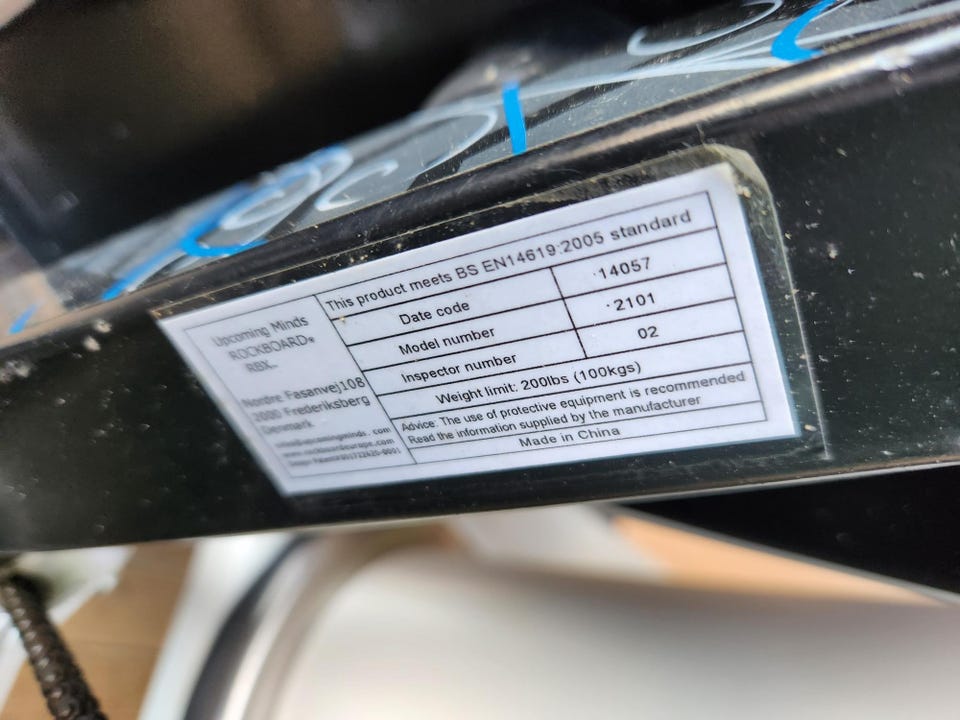 Upcoming Minds
ROCKBOARD®
RBX™
Nordre Fasanvej108
2000 Frederiksberg
Denmark
This product meets BS EN14619:2005 standard
Date code 14057
Model number 2101
Inspector number 02
Weight limit: 200lbs (100kgs)
Advice: The use of protective equipment is recommended
Read the information supplied by the manufacturer
Made in China